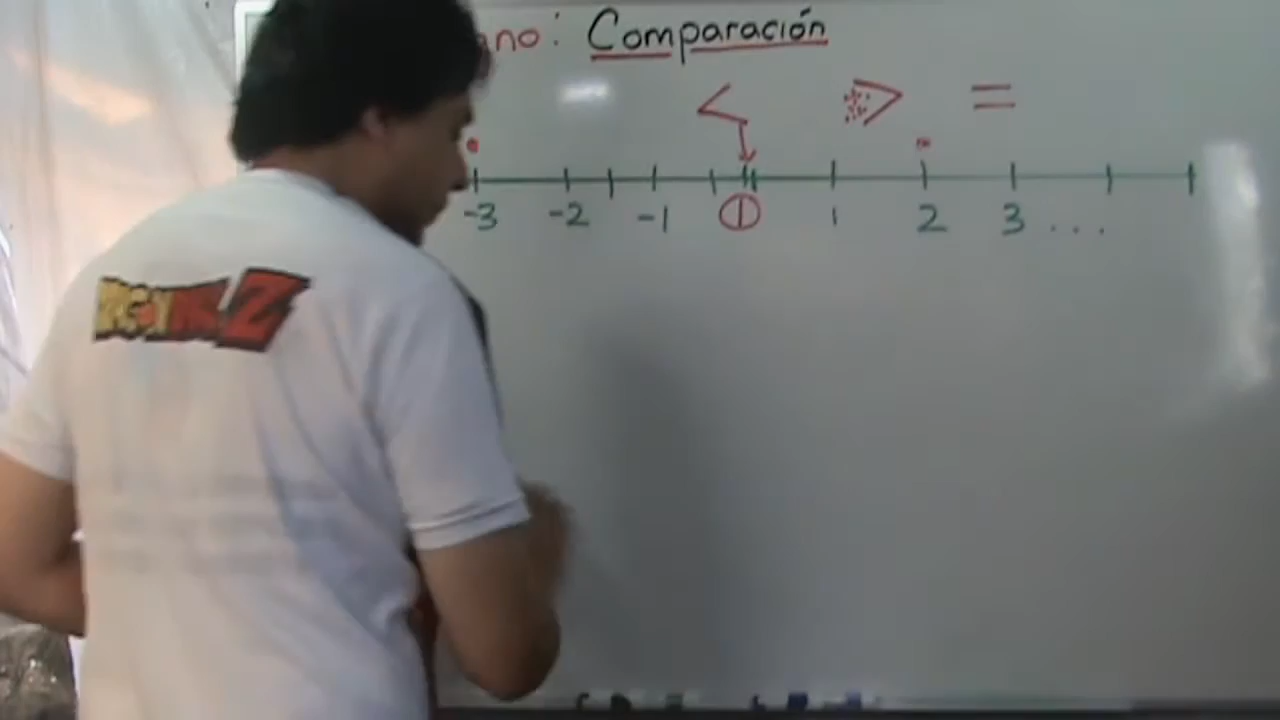 ano: Comparación
< > =
-3 -2 -1 0 1 2 3 ...
Z